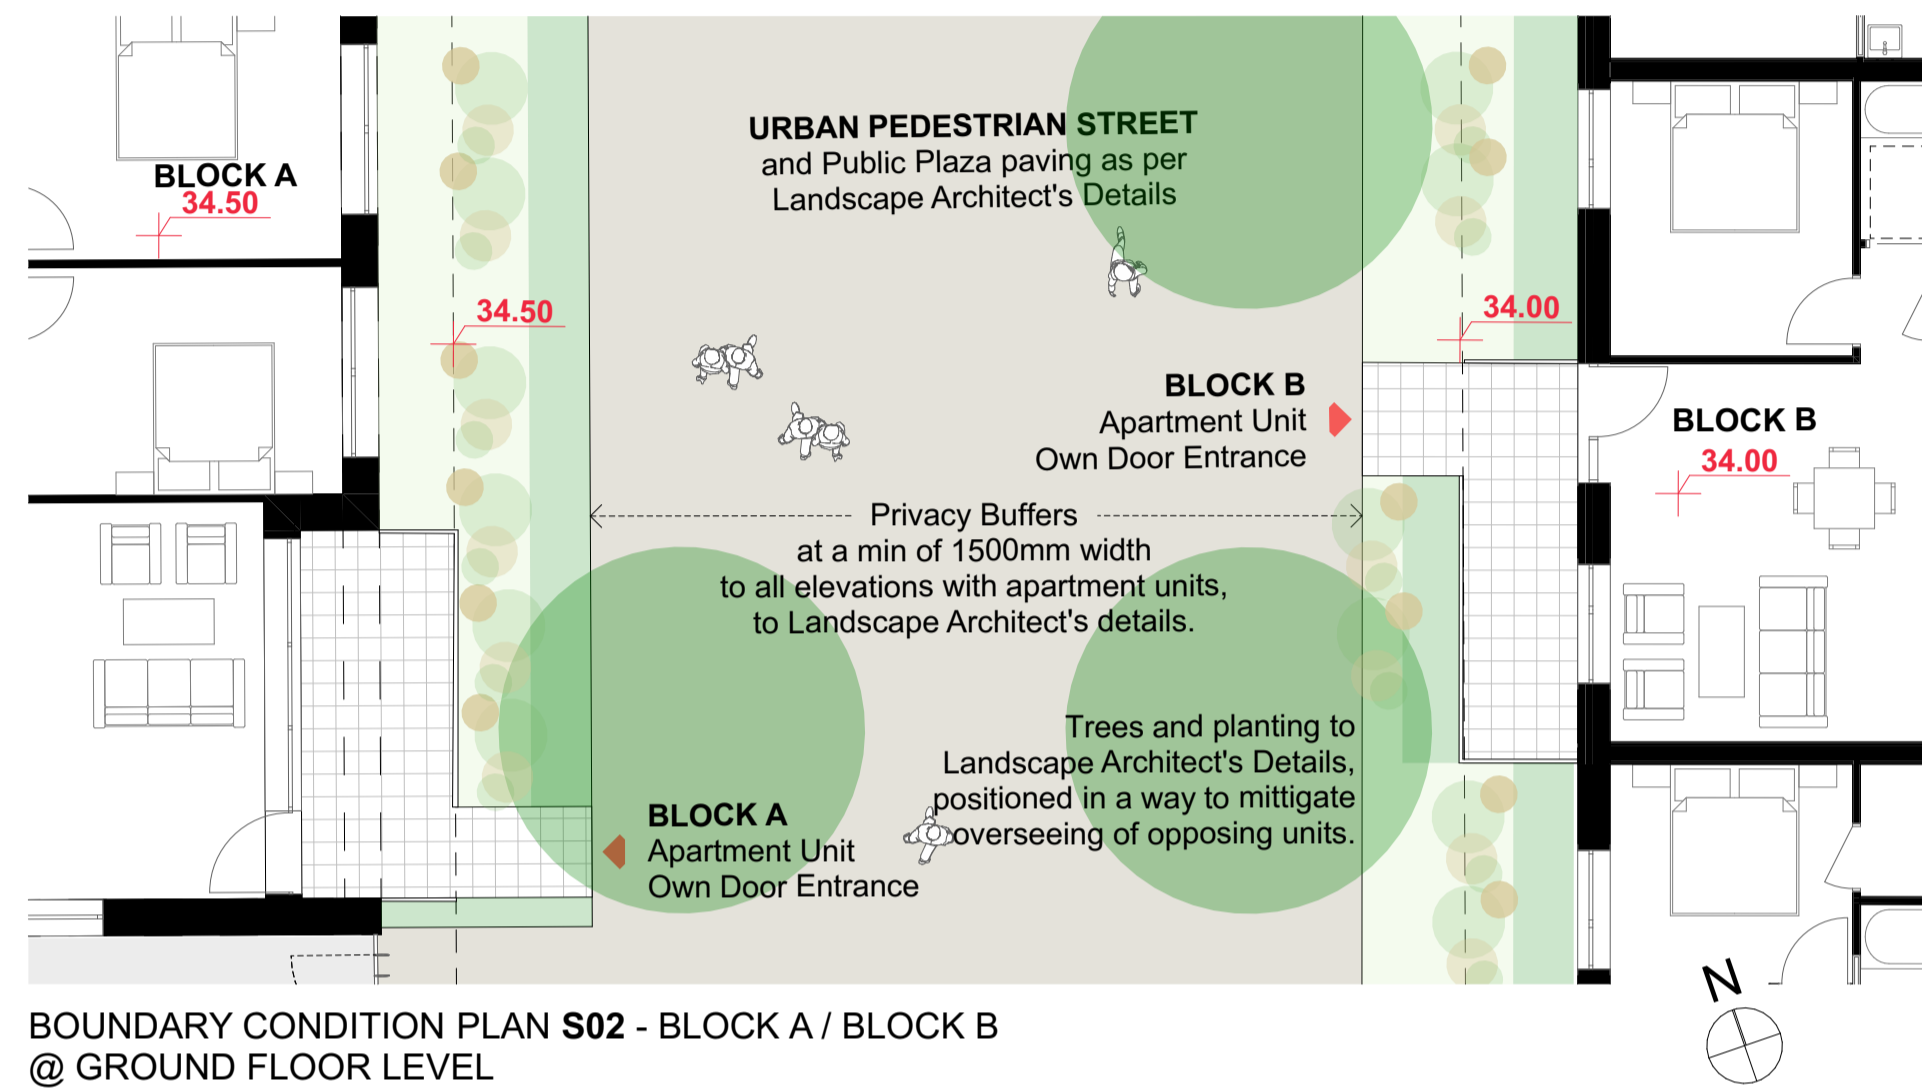 URBAN PEDESTRIAN STREET
and Public Plaza paving as per
Landscape Architect's Details
BLOCK A
34.50
34.50
34.00
BLOCK B
Apartment Unit
Own Door Entrance
BLOCK B
34.00
Privacy Buffers
at a min of 1500mm width
to all elevations with apartment units,
to Landscape Architect's details.
Trees and planting to
Landscape Architect's Details,
positioned in a way to mittigate
overseeing of opposing units.
BLOCK A
Apartment Unit
Own Door Entrance
N
BOUNDARY CONDITION PLAN S02 - BLOCK A / BLOCK B
@ GROUND FLOOR LEVEL